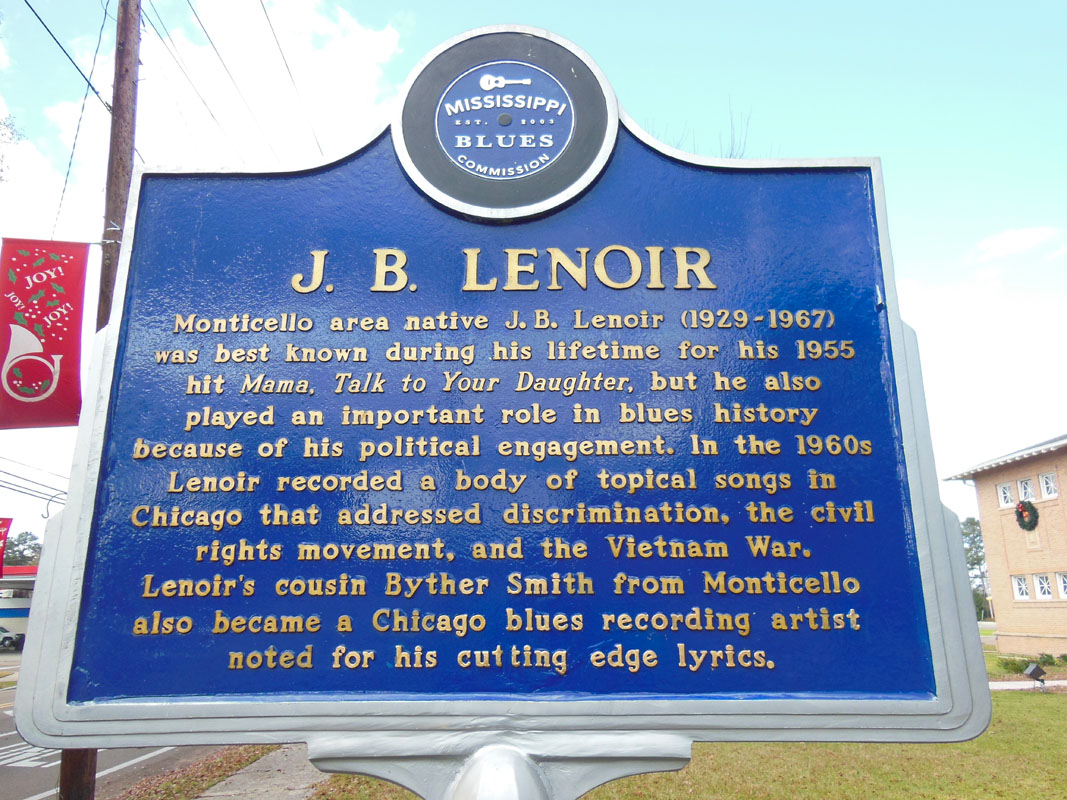 MISSISSIPPI
EST. 2003
BLUES
COMMISSION
J. B. LENOIR
Monticello area native J. B. Lenoir (1929-1967)
was best known during his lifetime for his 1955
hit Mama, Talk to Your Daughter, but he also
played an important role in blues history
because of his political engagement. In the 1960s
Lenoir recorded a body of topical songs in
Chicago that addressed discrimination, the civil
rights movement, and the Vietnam War.
Lenoir's cousin Byther Smith from Monticello
also became a Chicago blues recording artist
noted for his cutting edge lyrics.
JOY!
JOY!
JOY!